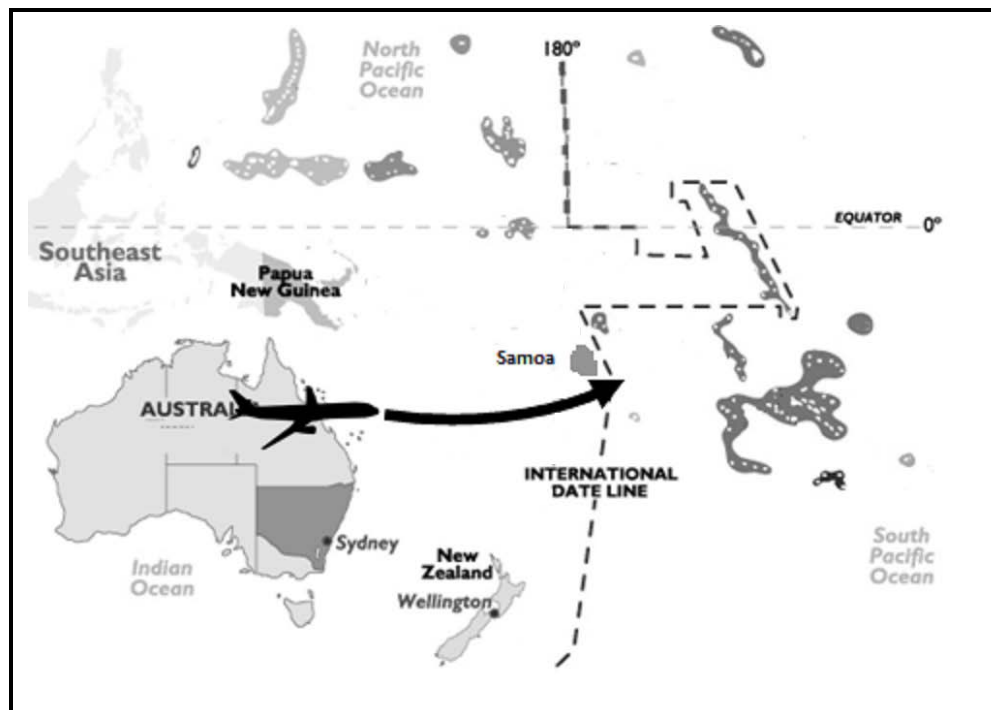 North
Pacific
Ocean
180°
EQUATOR 0°
Southeast
Asia
Papua
New Guinea
Samoa
AUSTRAL
INTERNATIONAL
DATE LINE
Sydney
New
Zealand
Wellington
Indian
Ocean
South
Pacific
Ocean